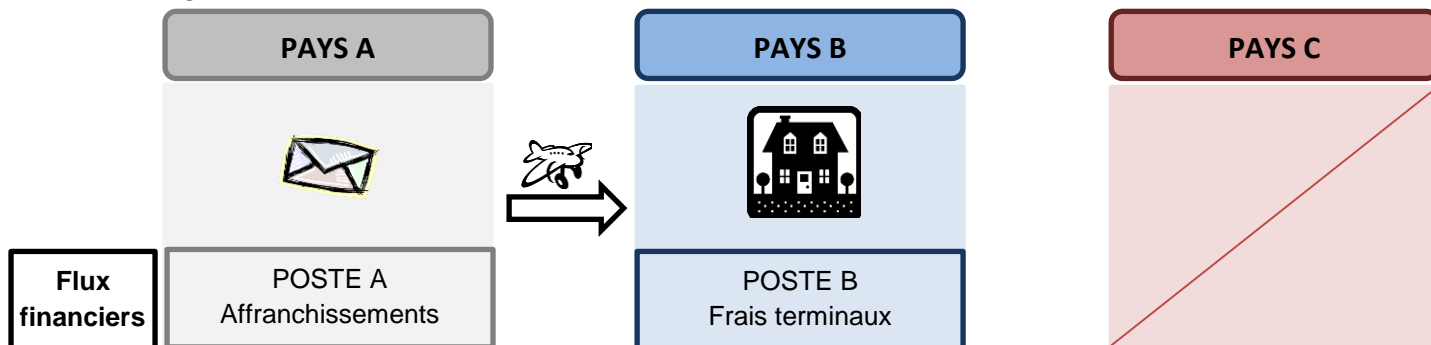 PAYS A
PAYS B
PAYS C
Flux
financiers
POSTE A
Affranchissements
POSTE B
Frais terminaux